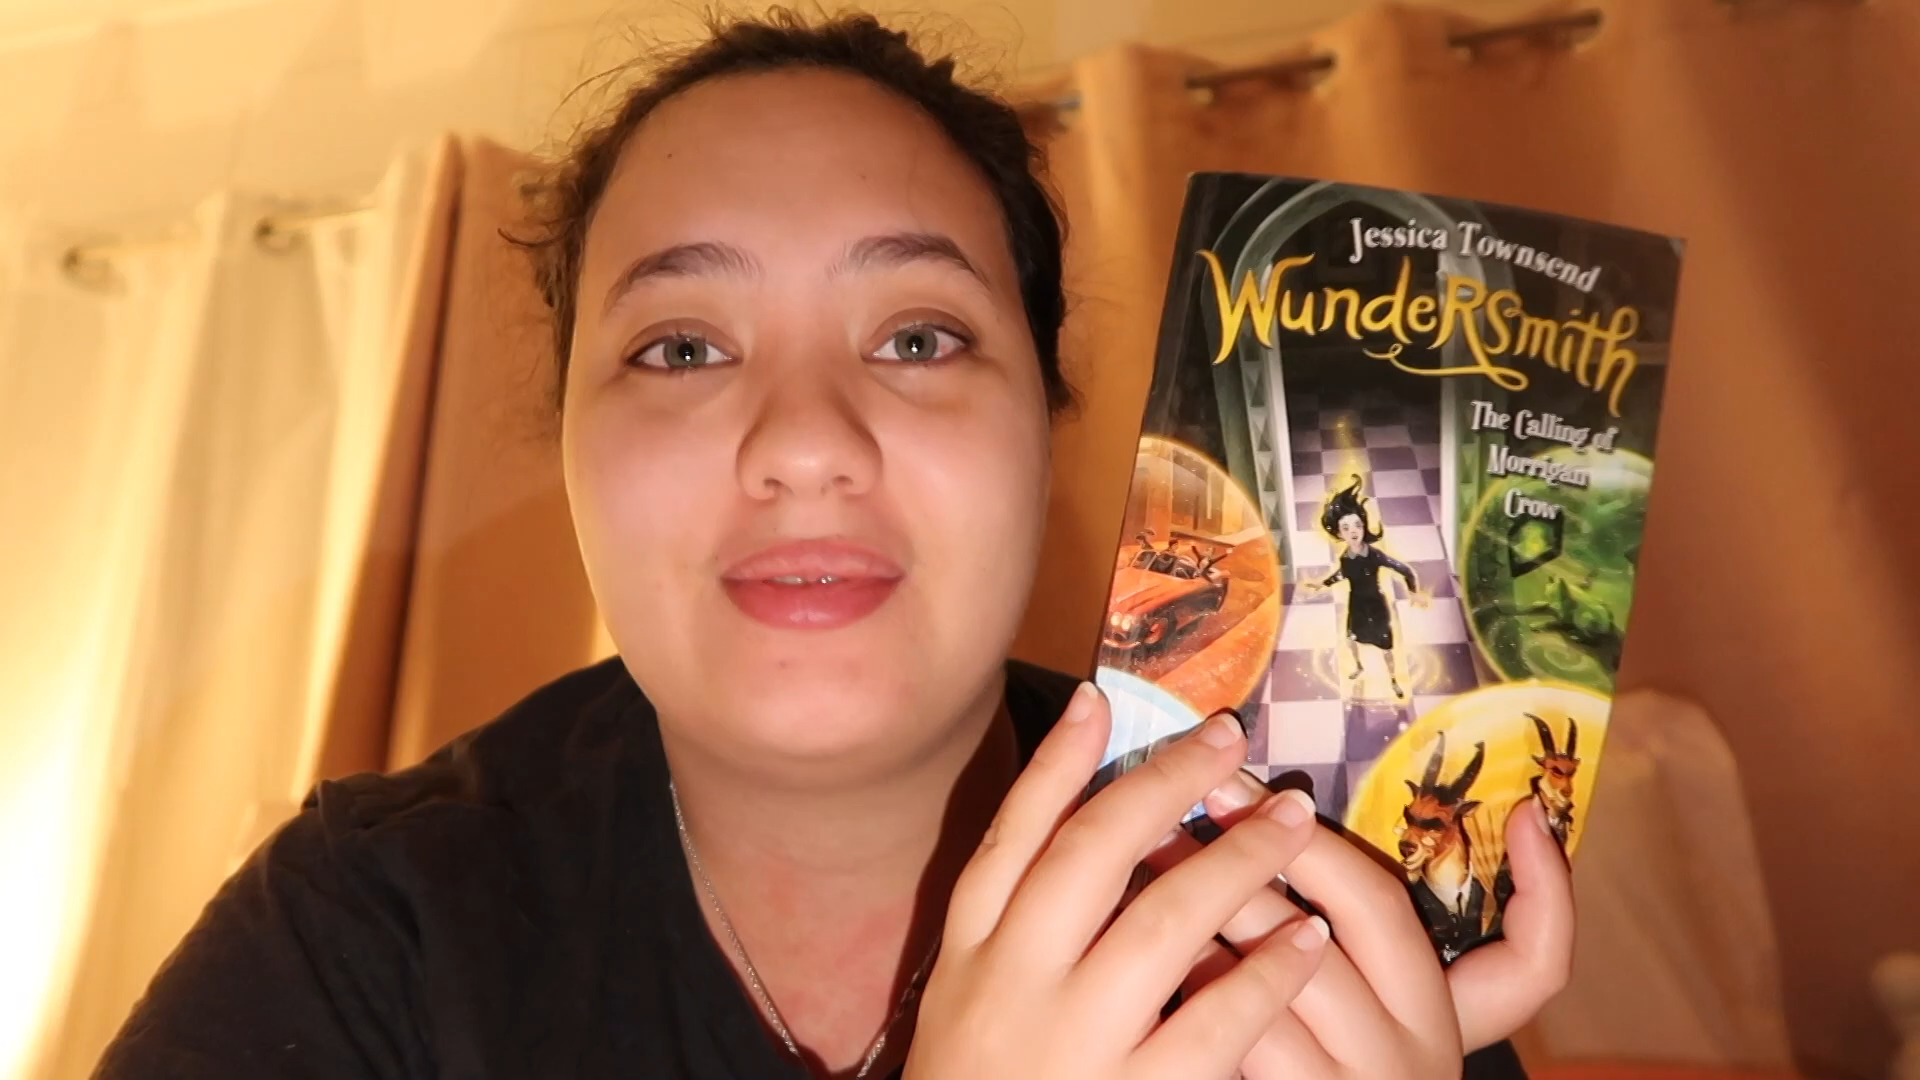 Jessica Townsend
Wundersmith
The Calling of
Morrigan
Crow